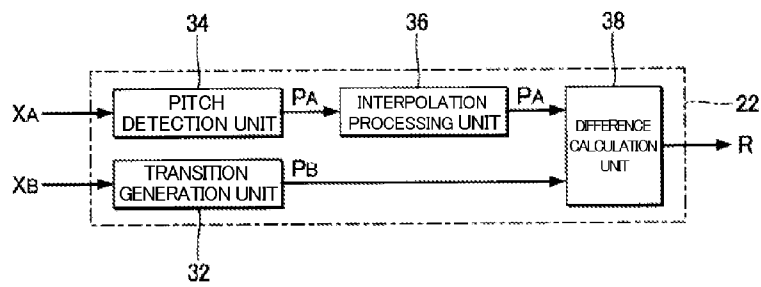 34
36
38
XA
PITCH
DETECTION UNIT
PA
INTERPOLATION
PROCESSING UNIT
PA
DIFFERENCE
CALCULATION
UNIT
22
R
XB
TRANSITION
GENERATION UNIT
PB
32